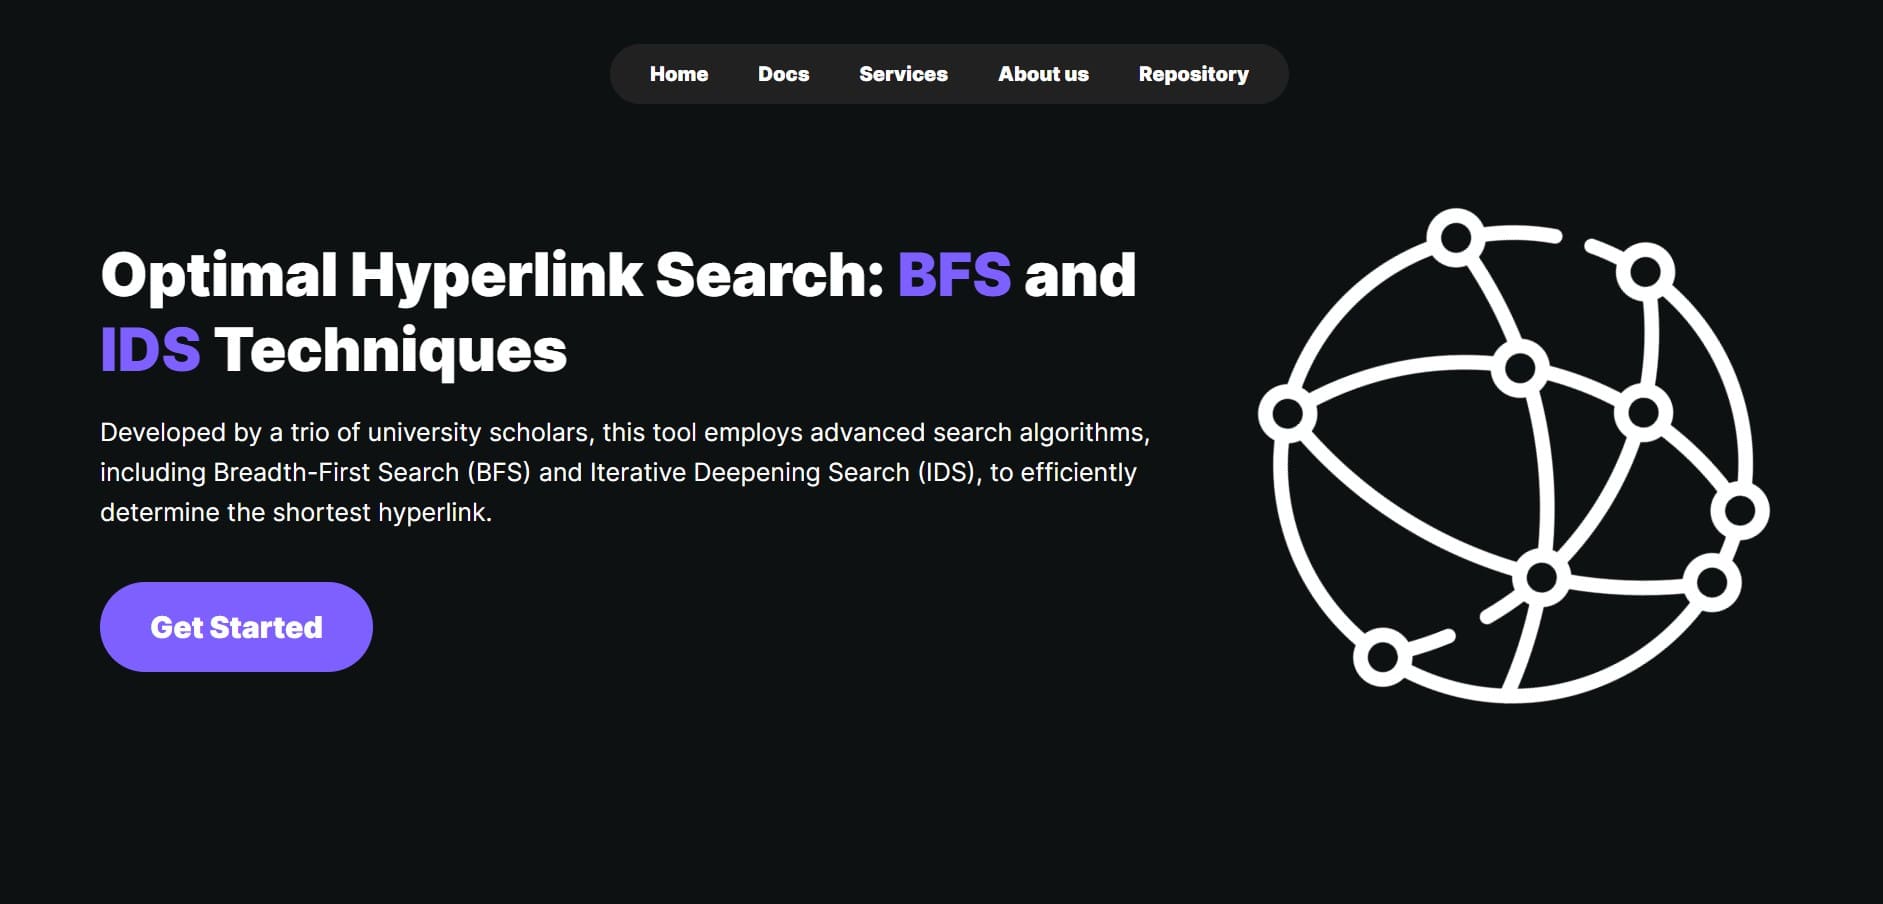 Home Docs Services About us Repository
Optimal Hyperlink Search: BFS and
IDS Techniques
Developed by a trio of university scholars, this tool employs advanced search algorithms,
including Breadth-First Search (BFS) and Iterative Deepening Search (IDS), to efficiently
determine the shortest hyperlink.
Get Started